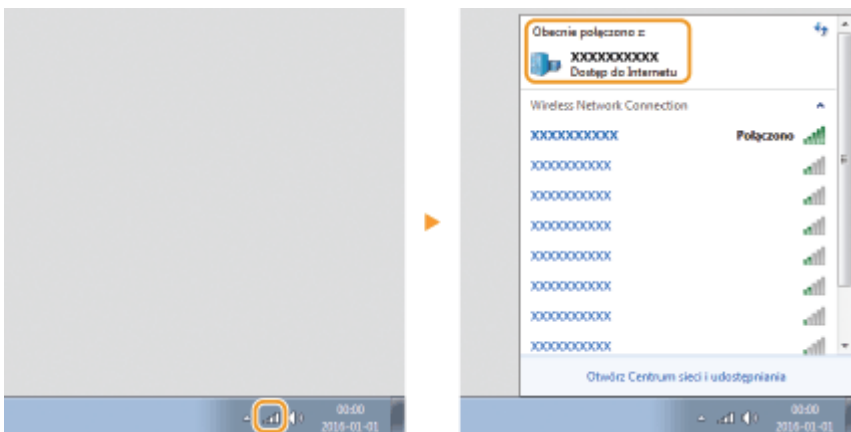 00:00
2016-01-01
Obecnie połączono z:
XXXXXXXXXX
Dostęp do Internetu
Wireless Network Connection
XXXXXXXXXX Połączono
XXXXXXXXXX
XXXXXXXXXX
XXXXXXXXXX
XXXXXXXXXX
XXXXXXXXXX
XXXXXXXXXX
XXXXXXXXXX
Otwórz Centrum sieci i udostępniania
00:00
2016-01-01